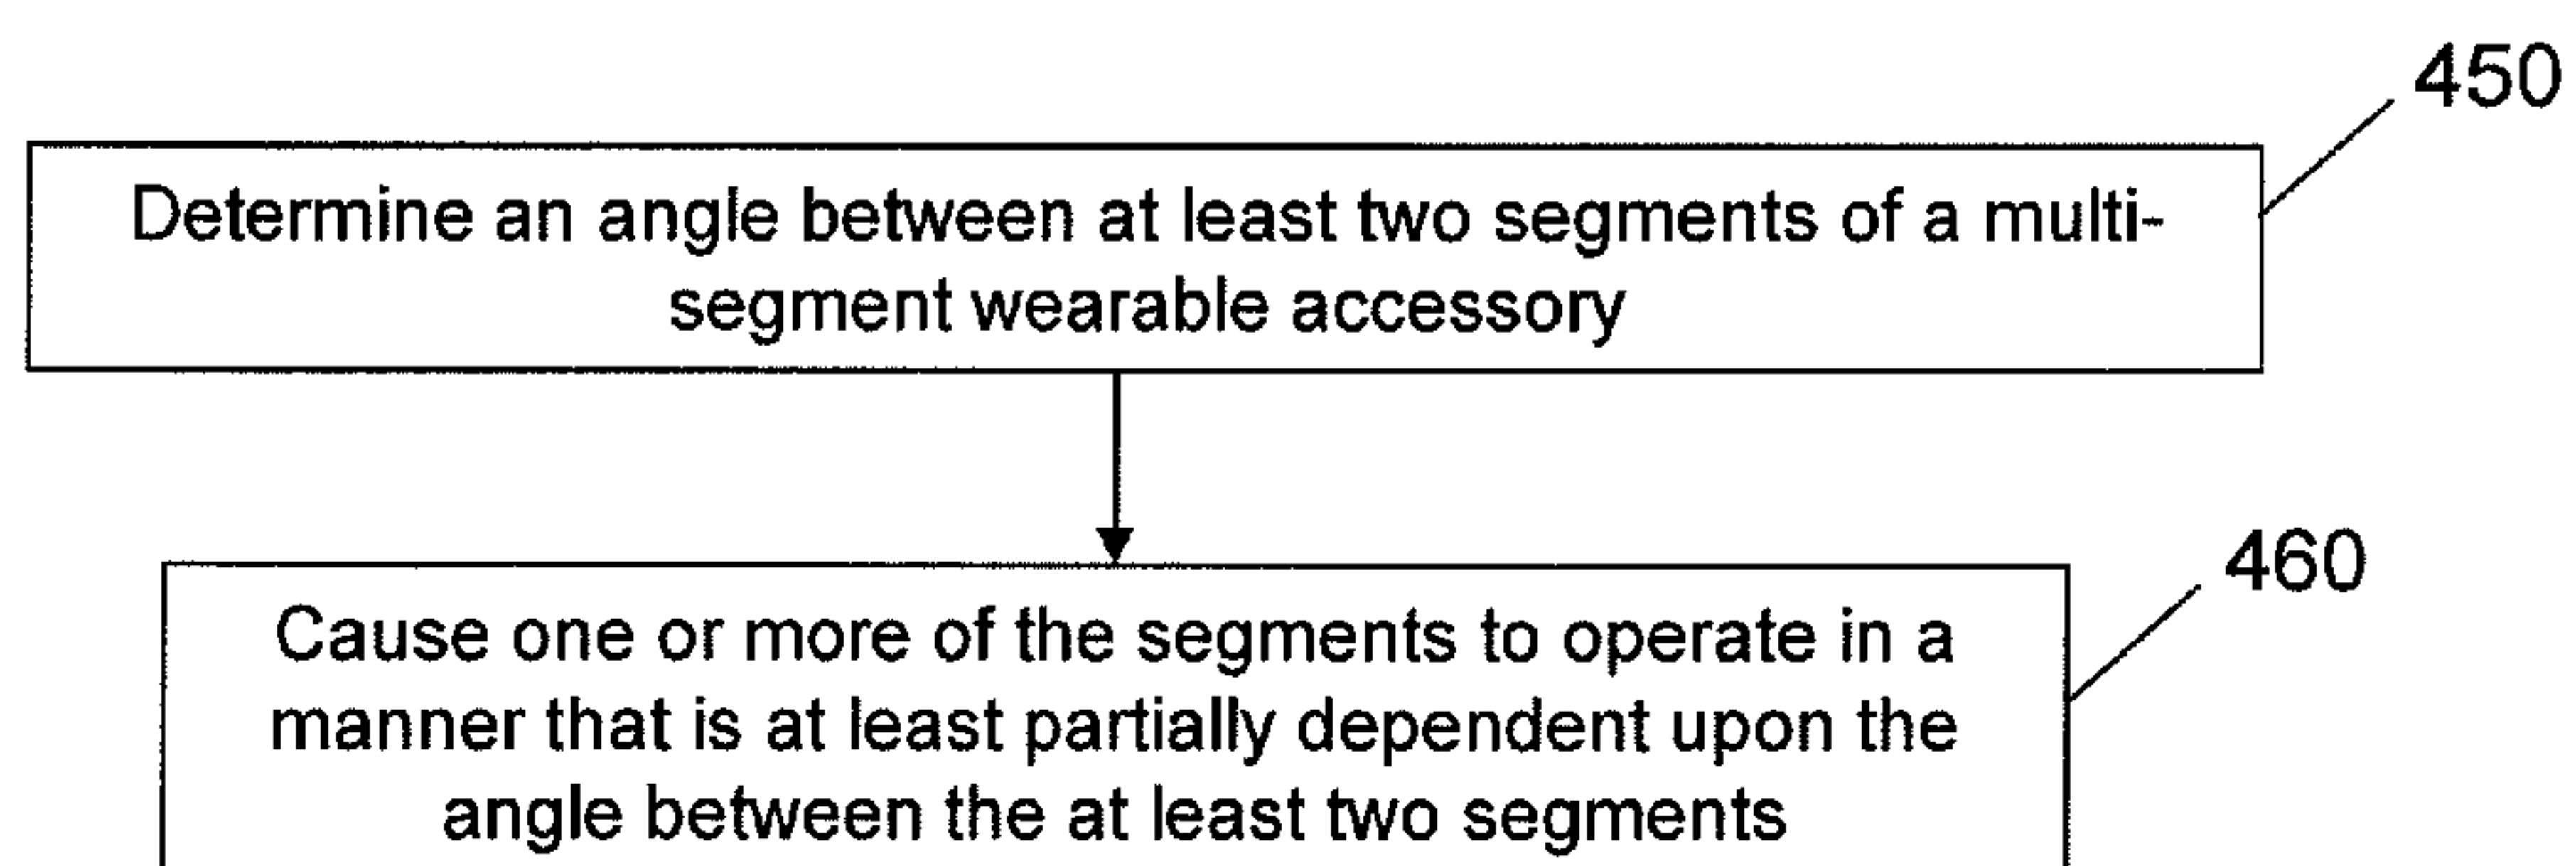 450
Determine an angle between at least two segments of a multi-
segment wearable accessory
460
Cause one or more of the segments to operate in a
manner that is at least partially dependent upon the
angle between the at least two segments